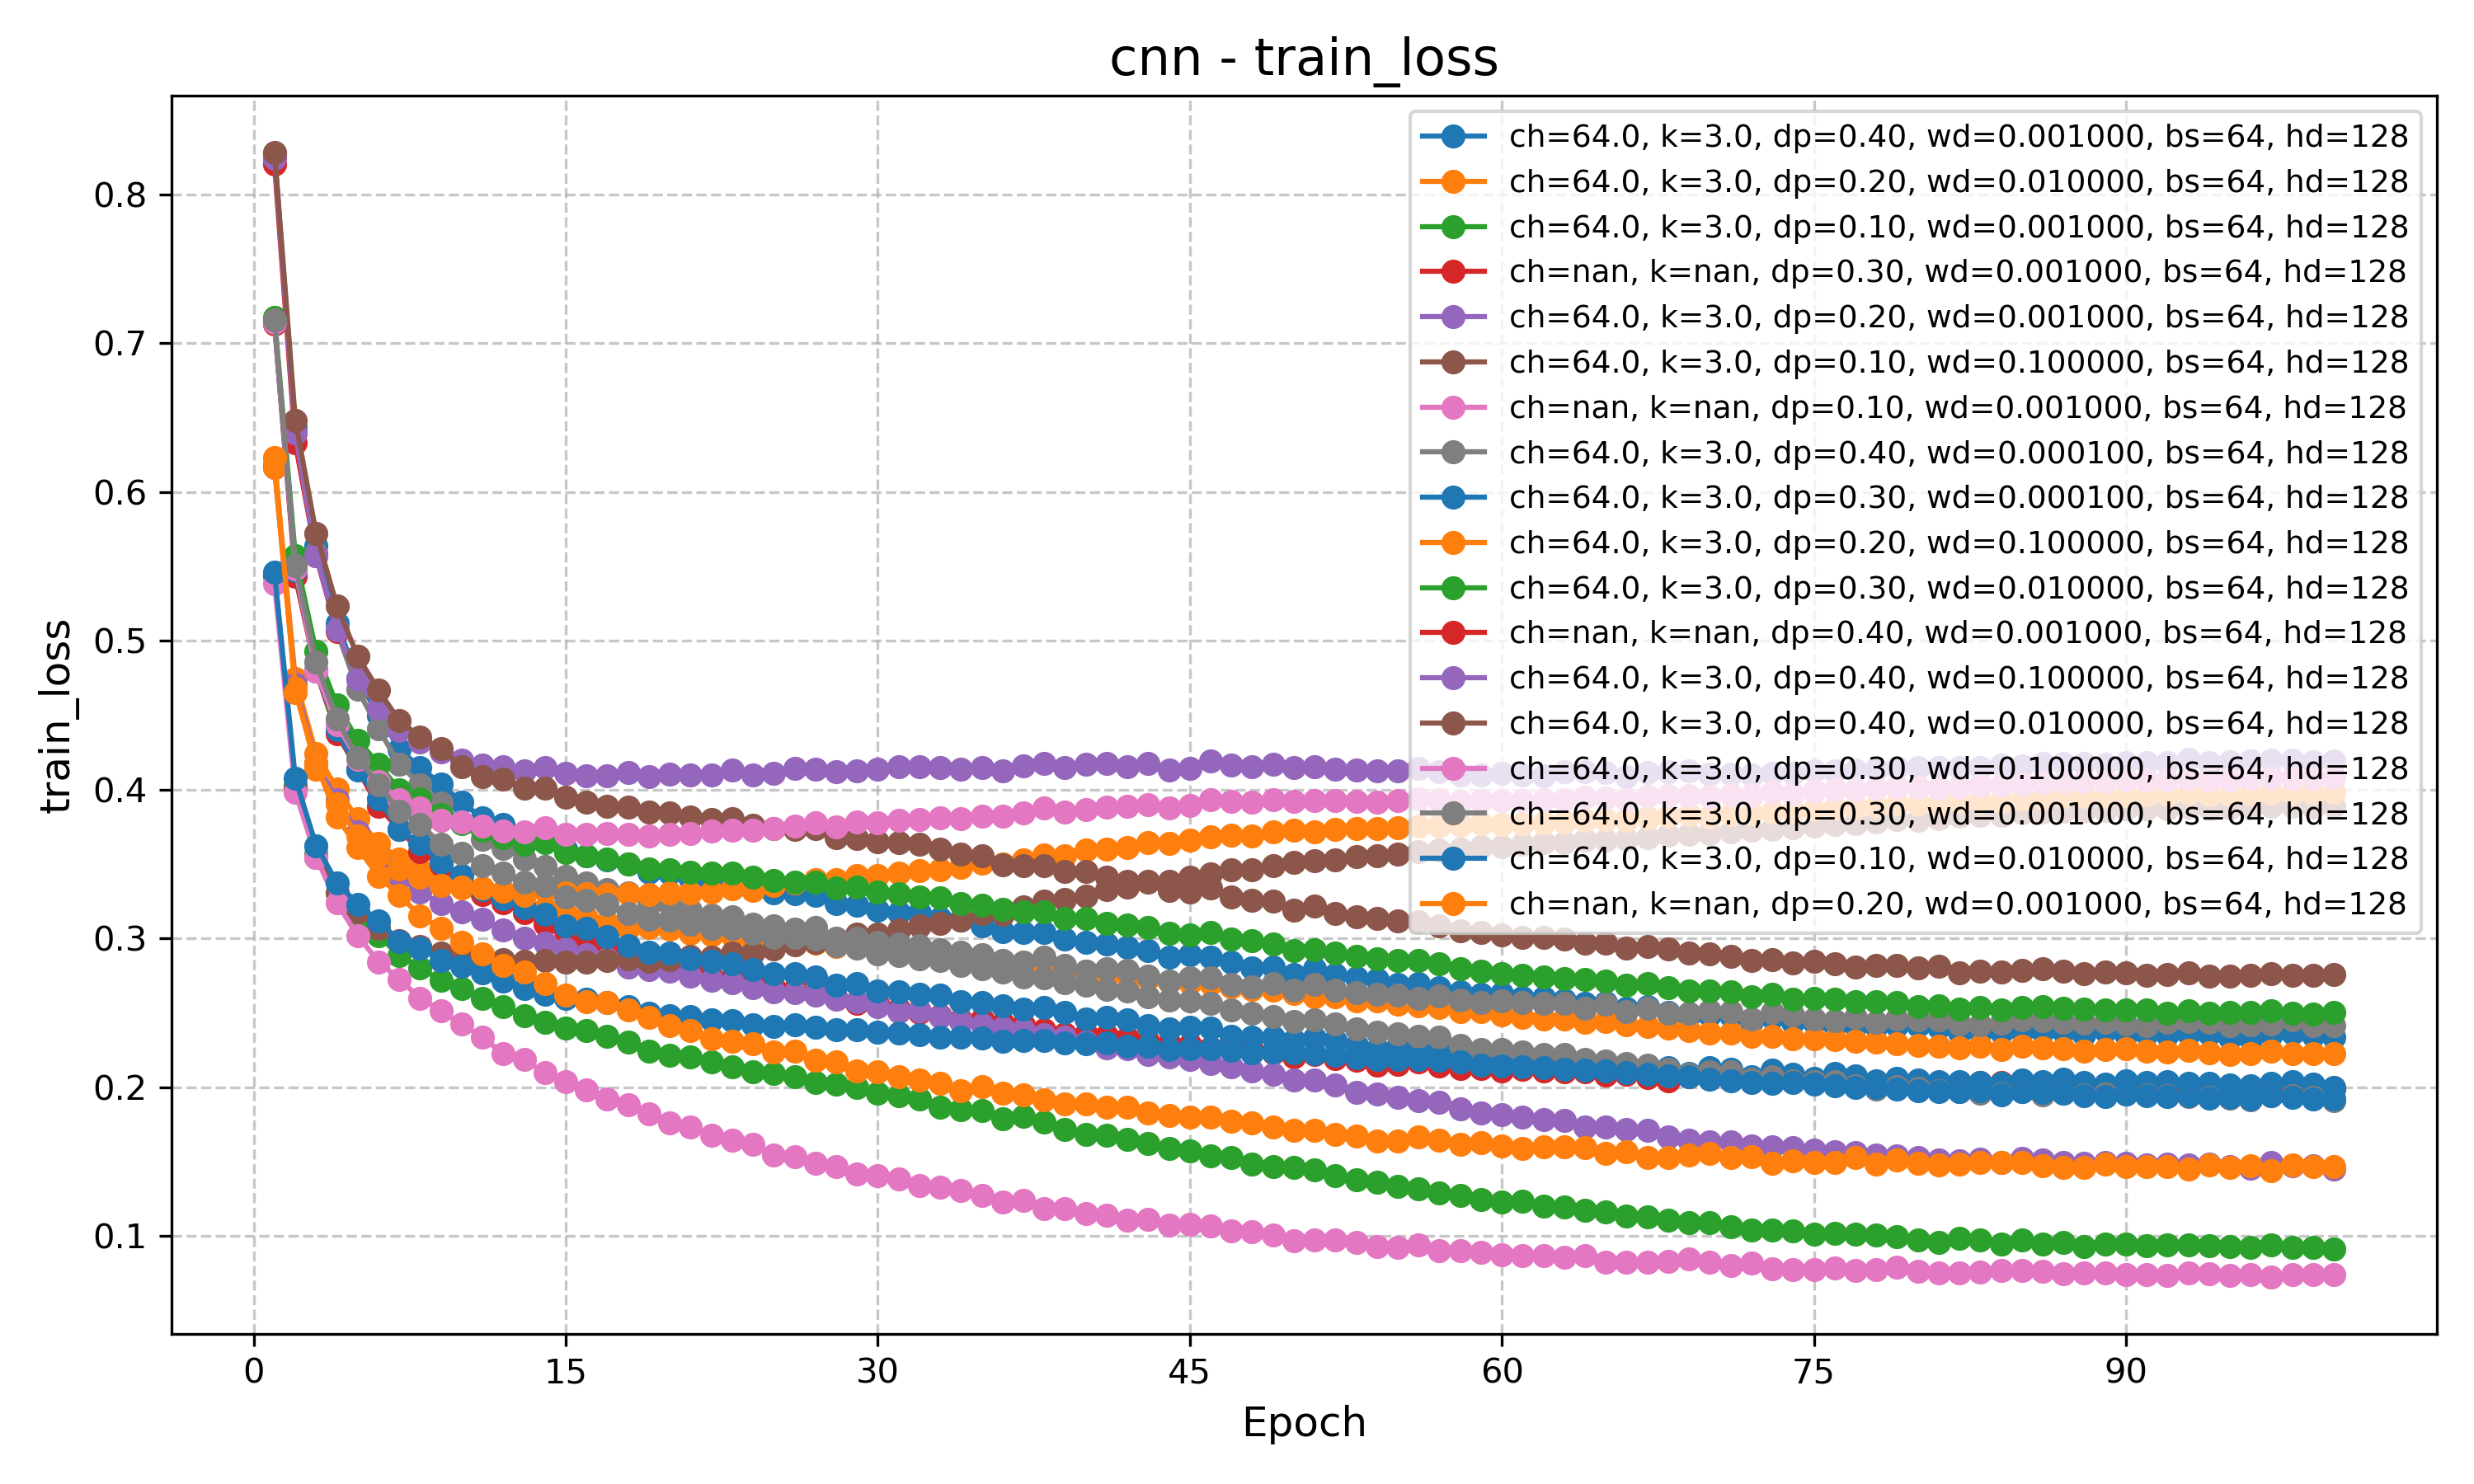 cnn - train_loss
ch=64.0, k=3.0, dp=0.40, wd=0.001000, bs=64, hd=128
ch=64.0, k=3.0, dp=0.20, wd=0.010000, bs=64, hd=128
ch=64.0, k=3.0, dp=0.10, wd=0.001000, bs=64, hd=128
ch=nan, k=nan, dp=0.30, wd=0.001000, bs=64, hd=128
ch=64.0, k=3.0, dp=0.20, wd=0.001000, bs=64, hd=128
ch=64.0, k=3.0, dp=0.10, wd=0.100000, bs=64, hd=128
ch=nan, k=nan, dp=0.10, wd=0.001000, bs=64, hd=128
ch=64.0, k=3.0, dp=0.40, wd=0.000100, bs=64, hd=128
ch=64.0, k=3.0, dp=0.30, wd=0.000100, bs=64, hd=128
ch=64.0, k=3.0, dp=0.20, wd=0.100000, bs=64, hd=128
ch=64.0, k=3.0, dp=0.30, wd=0.010000, bs=64, hd=128
ch=nan, k=nan, dp=0.40, wd=0.001000, bs=64, hd=128
ch=64.0, k=3.0, dp=0.40, wd=0.100000, bs=64, hd=128
ch=64.0, k=3.0, dp=0.40, wd=0.010000, bs=64, hd=128
ch=64.0, k=3.0, dp=0.30, wd=0.100000, bs=64, hd=128
ch=64.0, k=3.0, dp=0.30, wd=0.001000, bs=64, hd=128
ch=64.0, k=3.0, dp=0.10, wd=0.010000, bs=64, hd=128
ch=nan, k=nan, dp=0.20, wd=0.001000, bs=64, hd=128
train_loss
0.8
0.7
0.6
0.5
0.4
0.3
0.2
0.1
0 15 30 45 60 75 90
Epoch